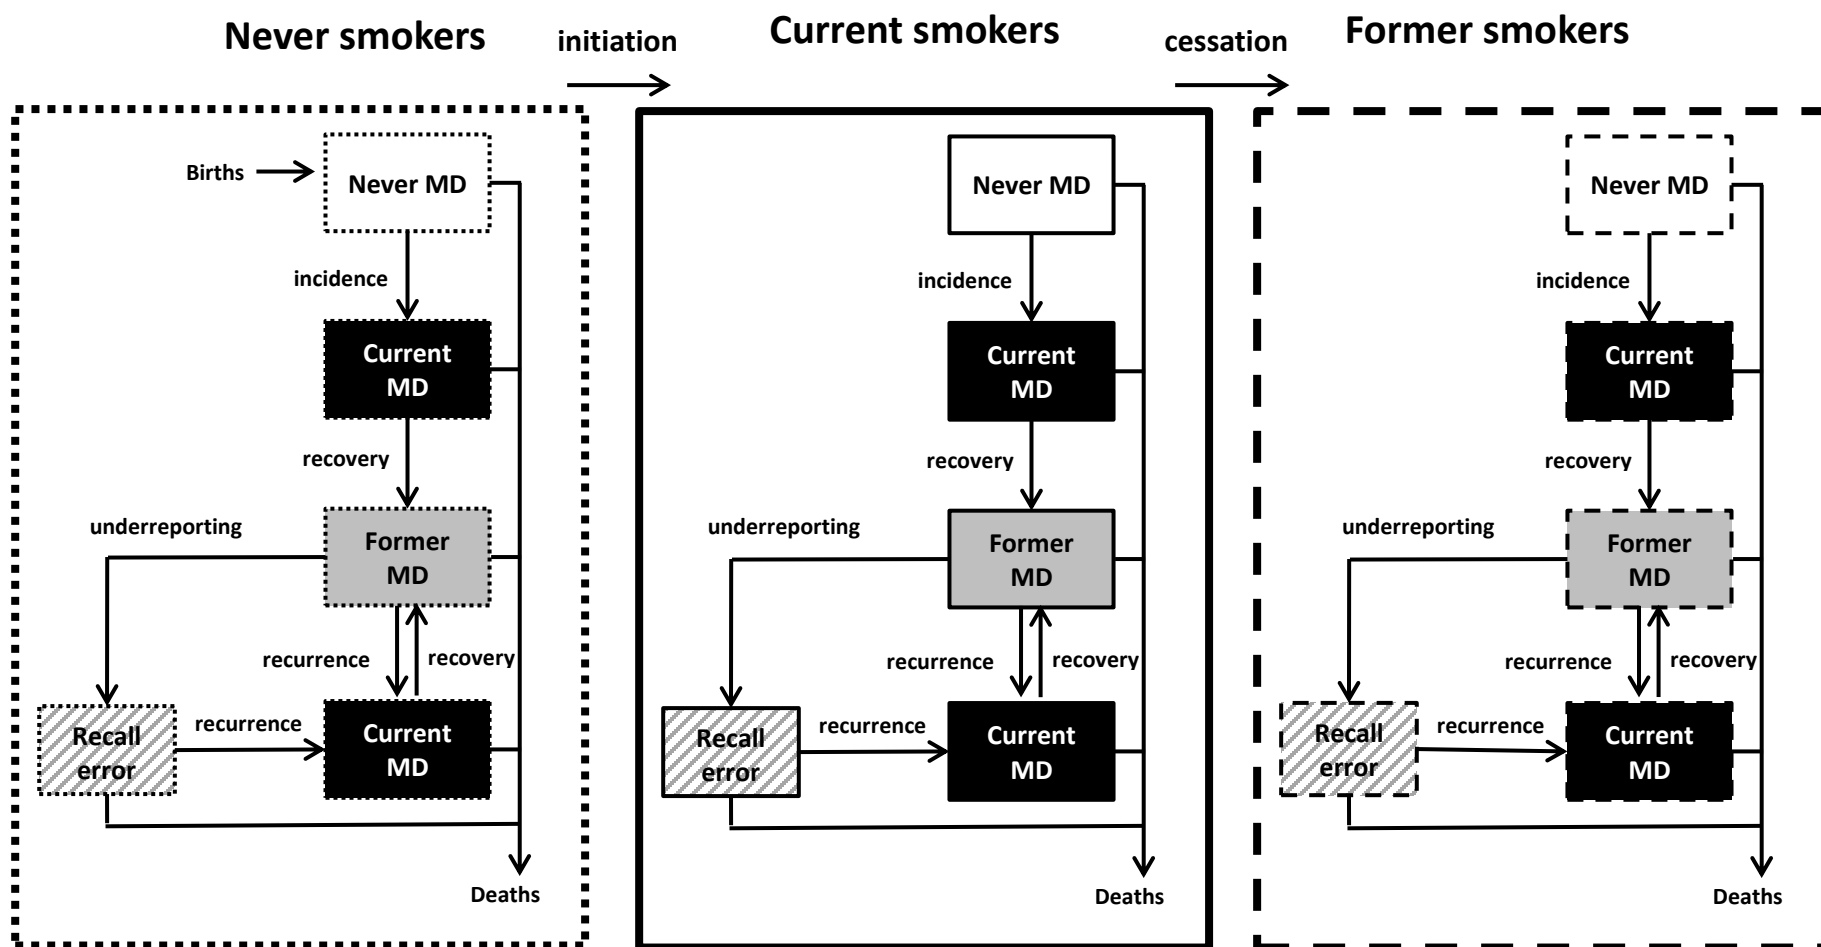 Never smokers
initiation
Current smokers
cessation
Former smokers
Births
Never MD
incidence
Current
MD
recovery
underreporting
Former
MD
recurrence
recovery
Recall
error
recurrence
Current
MD
Deaths
Never MD
incidence
Current
MD
recovery
underreporting
Former
MD
recurrence
recovery
Recall
error
recurrence
Current
MD
Deaths
Never MD
incidence
Current
MD
recovery
underreporting
Former
MD
recurrence
recovery
Recall
error
recurrence
Current
MD
Deaths